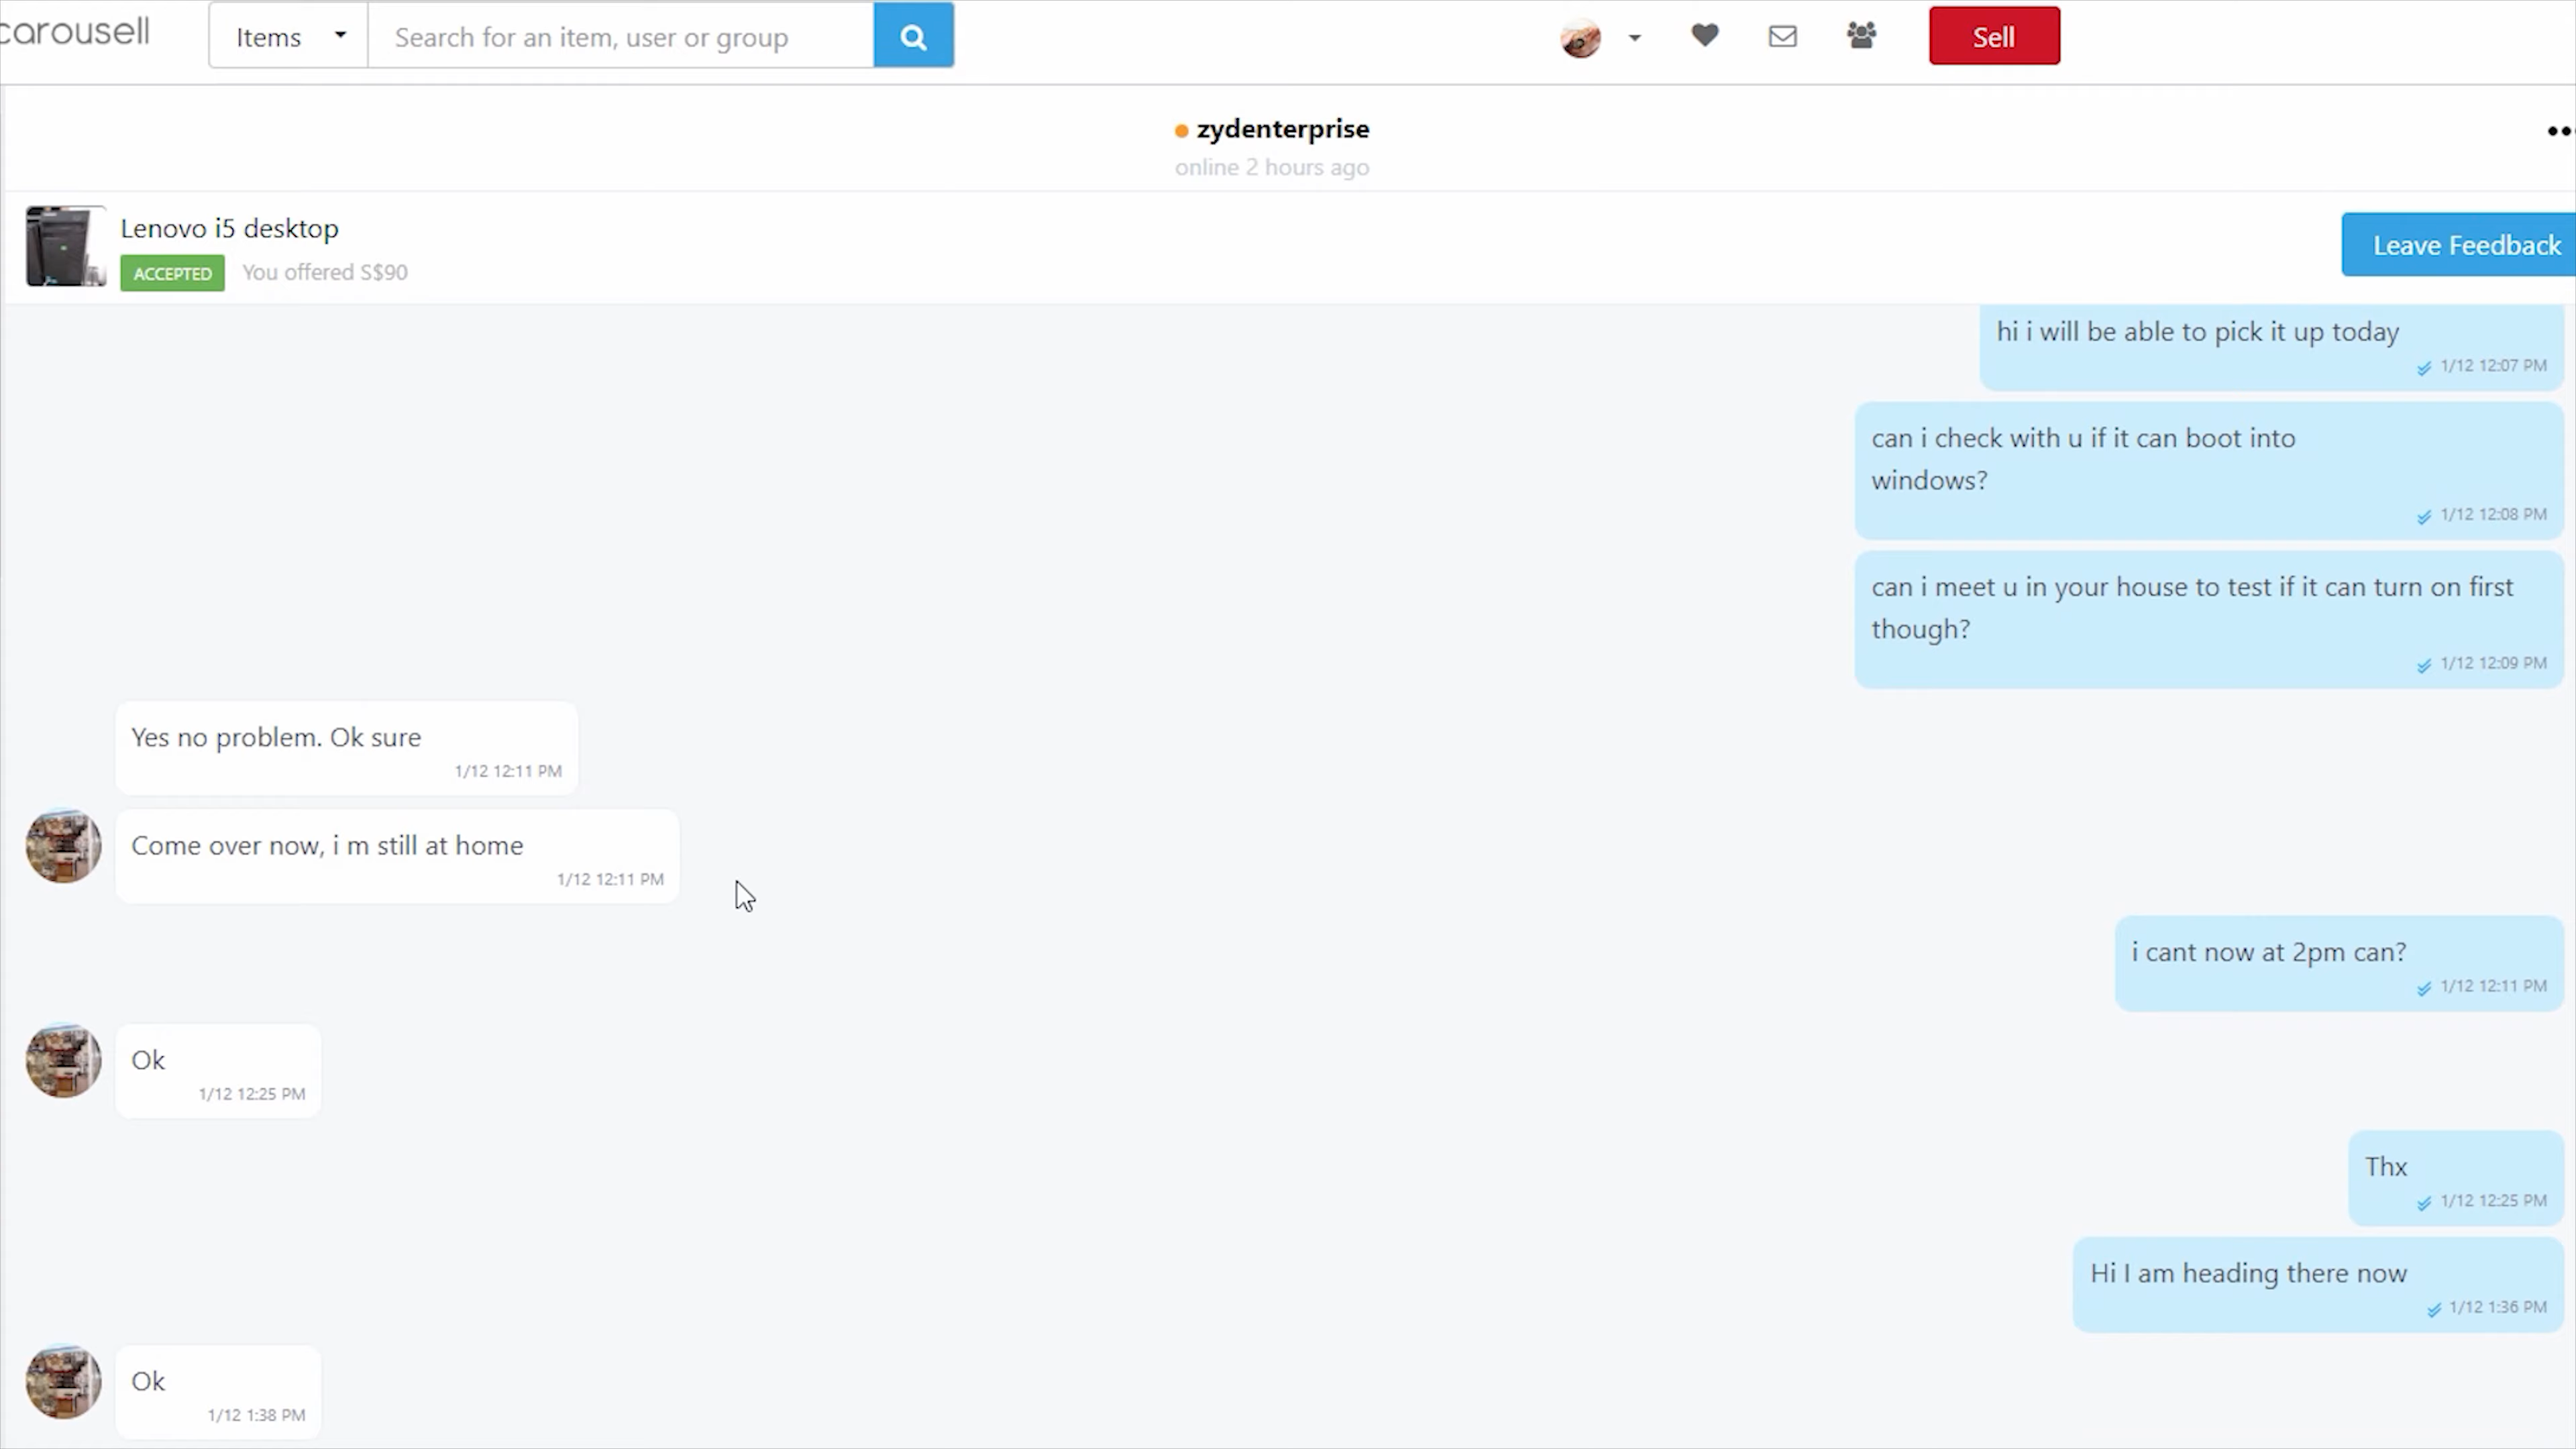 carousell
Items
Search for an item, user or group
Sell
zydenterprise
online 2 hours ago
Lenovo i5 desktop
ACCEPTED You offered S$90
Leave Feedback
hi i will be able to pick it up today
1/12 12:07 PM
can i check with u if it can boot into
windows?
1/12 12:08 PM
can i meet u in your house to test if it can turn on first
though?
1/12 12:09 PM
Yes no problem. Ok sure
1/12 12:11 PM
Come over now, i m still at home
1/12 12:11 PM
i cant now at 2pm can?
1/12 12:11 PM
Ok
1/12 12:25 PM
Thx
1/12 12:25 PM
Hi I am heading there now
1/12 1:36 PM
Ok
1/12 1:38 PM